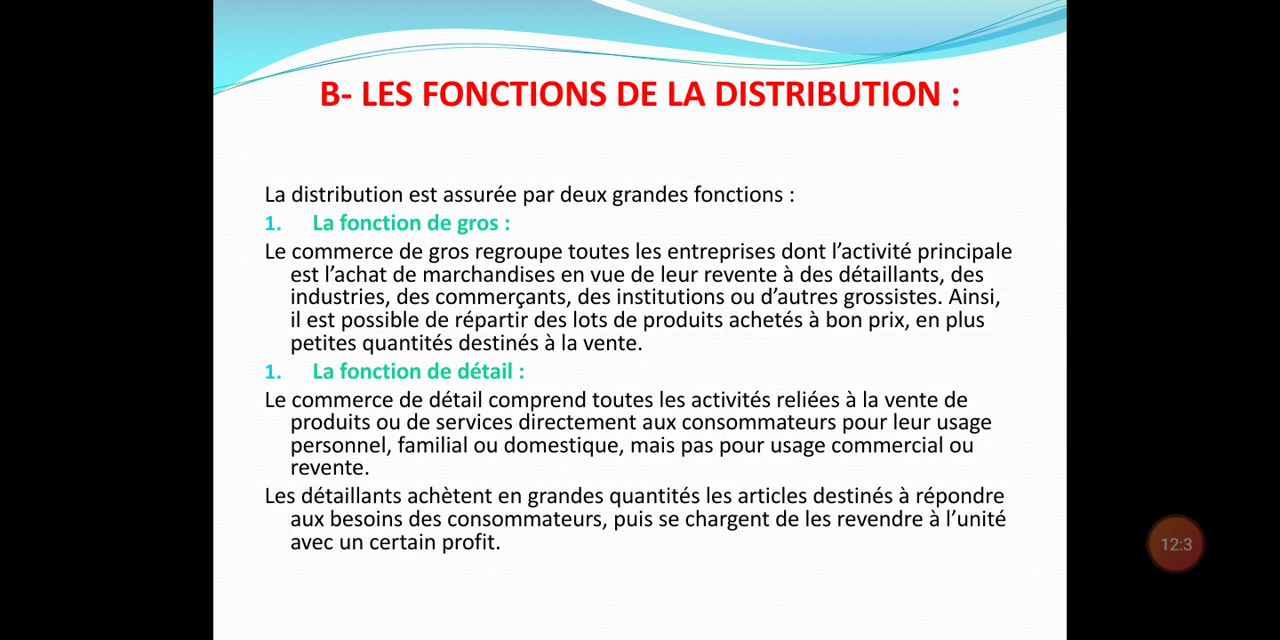 B- LES FONCTIONS DE LA DISTRIBUTION :
La distribution est assurée par deux grandes fonctions :
1. La fonction de gros :
Le commerce de gros regroupe toutes les entreprises dont l’activité principale
est l’achat de marchandises en vue de leur revente à des détaillants, des
industries, des commerçants, des institutions ou d’autres grossistes. Ainsi,
il est possible de répartir des lots de produits achetés à bon prix, en plus
petites quantités destinés à la vente.
1. La fonction de détail :
Le commerce de détail comprend toutes les activités reliées à la vente de
produits ou de services directement aux consommateurs pour leur usage
personnel, familial ou domestique, mais pas pour usage commercial ou
revente.
Les détaillants achètent en grandes quantités les articles destinés à répondre
aux besoins des consommateurs, puis se chargent de les revendre à l’unité
avec un certain profit.
12:3